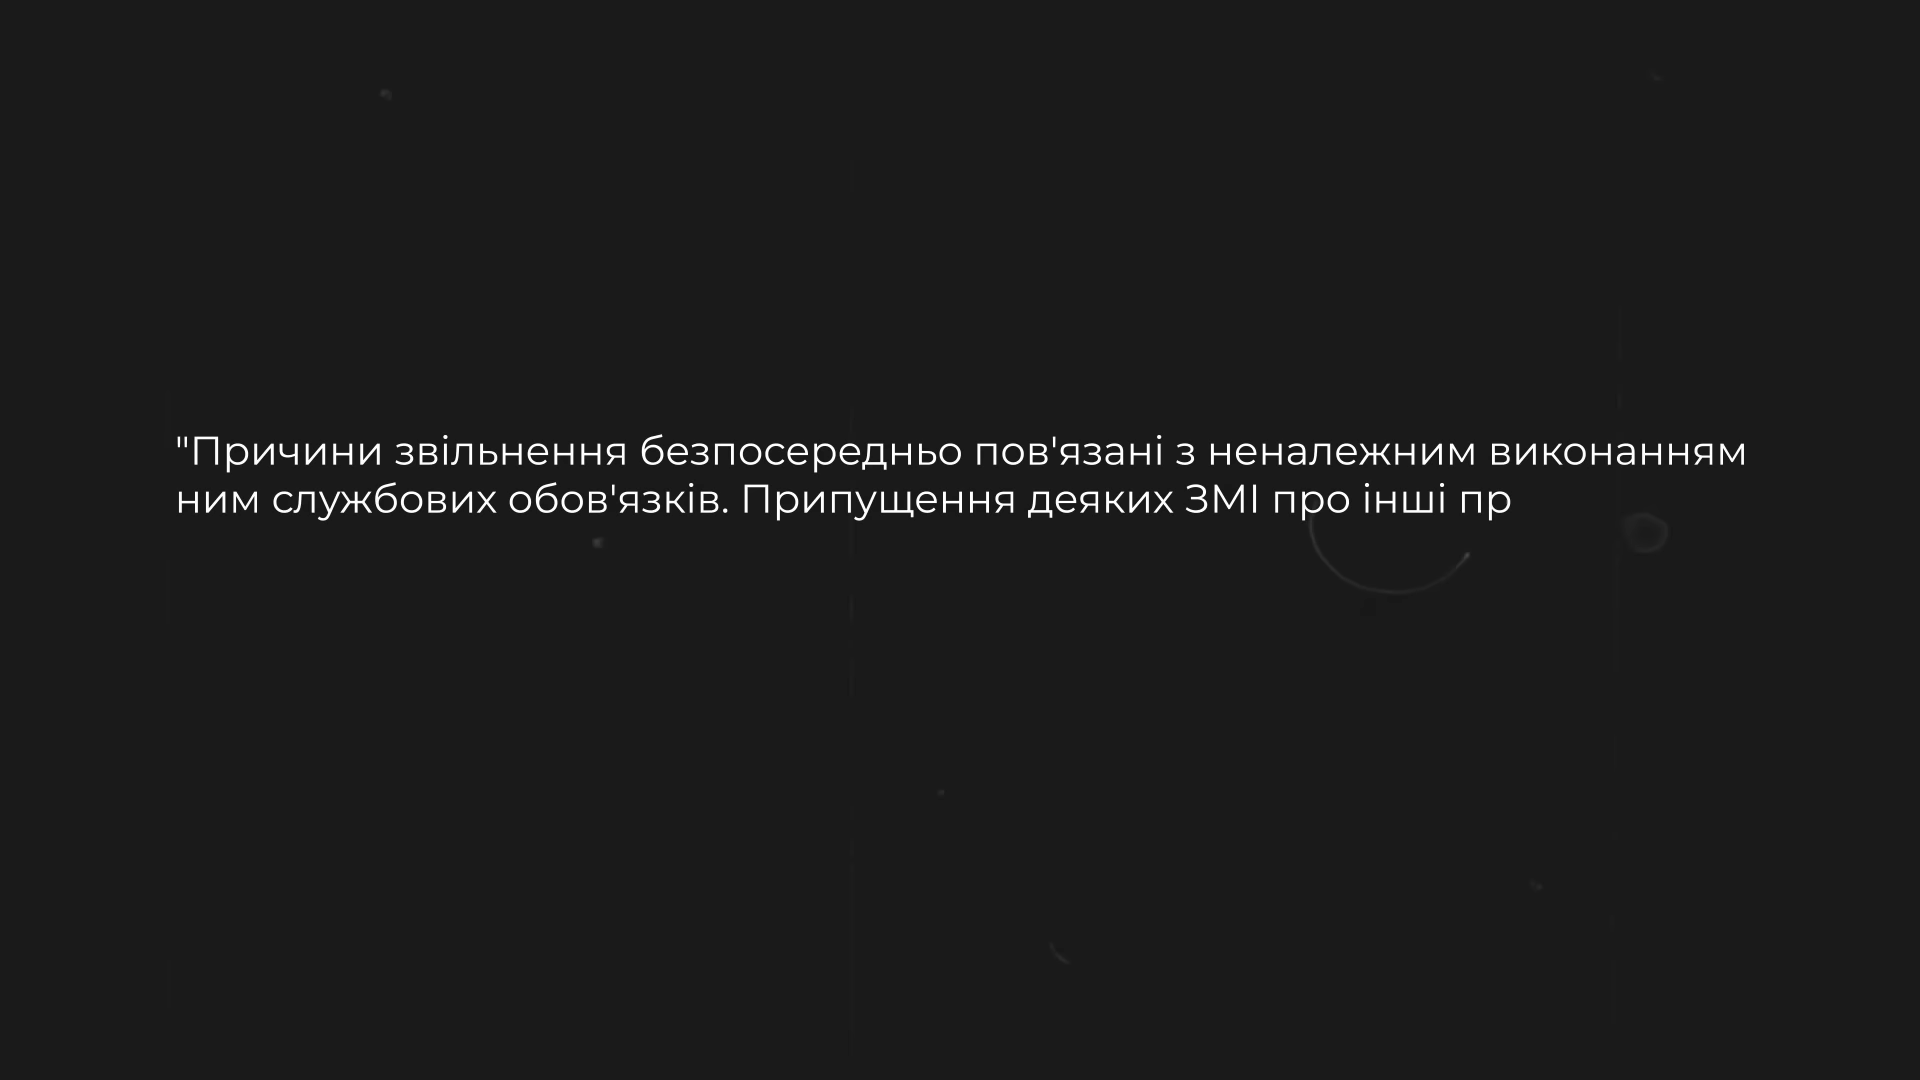 "Причини звільнення безпосередньо пов'язані з неналежним виконанням
ним службових обов'язків. Припущення деяких ЗМІ про інші пр